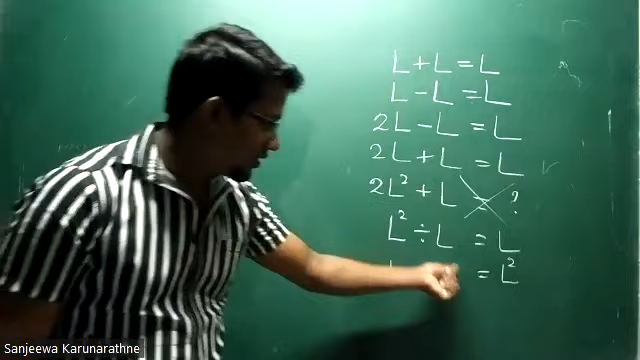 L + L = L
L - L = L
2L - L = L
2L + L = L
2L² + L = ?
L² ÷ L = L
= L²
Sanjeewa Karunarathne